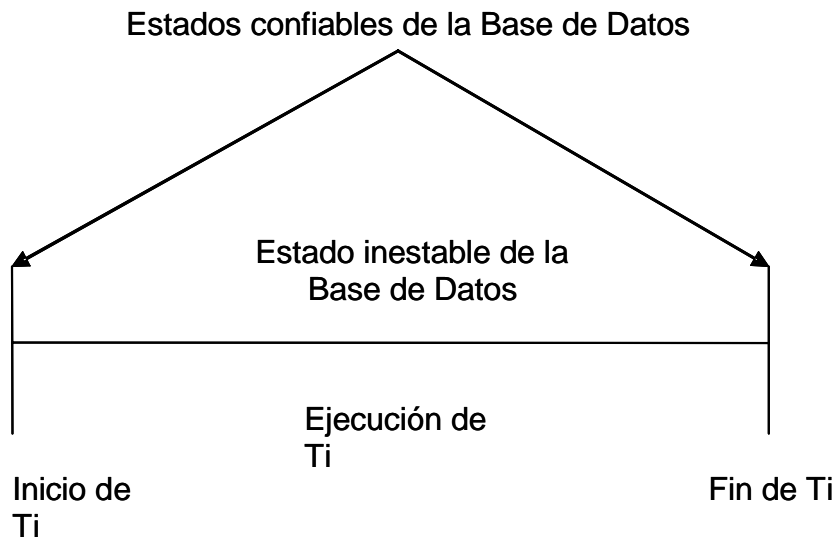 Estados confiables de la Base de Datos
Estado inestable de la
Base de Datos
Ejecución de
Ti
Inicio de
Ti
Fin de Ti